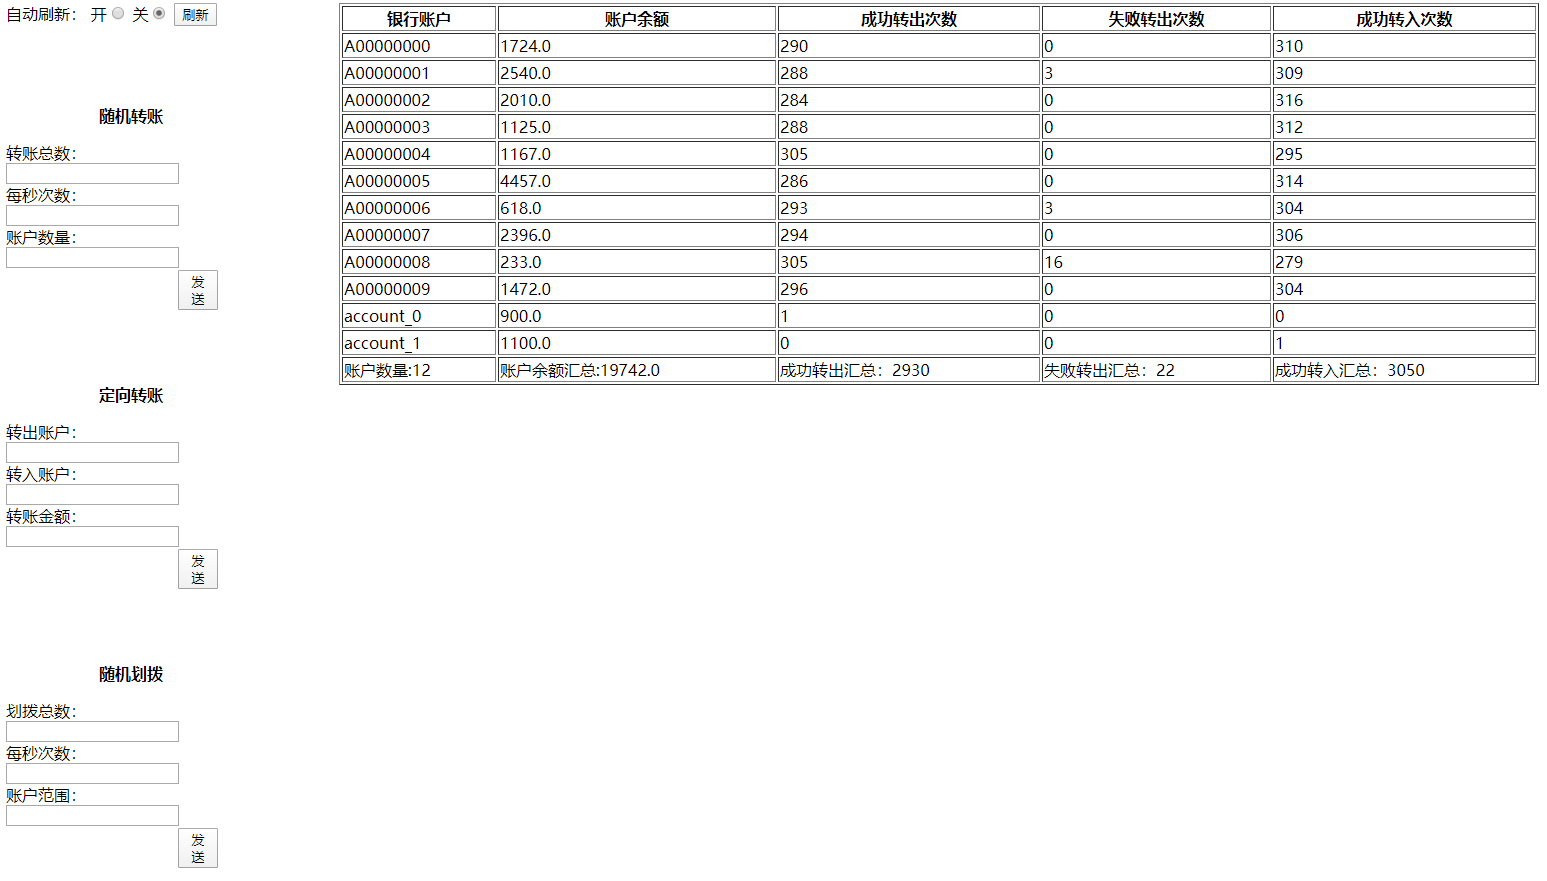 自动刷新： 开 关 刷新
随机转账
转账总数：
每秒次数：
账户数量：
发
送
定向转账
转出账户：
转入账户：
转账金额：
发
送
随机划拨
划拨总数：
每秒次数：
账户范围：
发
送
银行账户 账户余额 成功转出次数 失败转出次数 成功转入次数
A00000000 1724.0 290 0 310
A00000001 2540.0 288 3 309
A00000002 2010.0 284 0 316
A00000003 1125.0 288 0 312
A00000004 1167.0 305 0 295
A00000005 4457.0 286 0 314
A00000006 618.0 293 3 304
A00000007 2396.0 294 0 306
A00000008 233.0 305 16 279
A00000009 1472.0 296 0 304
account_0 900.0 1 0 0
account_1 1100.0 0 0 1
账户数量:12 账户余额汇总:19742.0 成功转出汇总：2930 失败转出汇总：22 成功转入汇总：3050